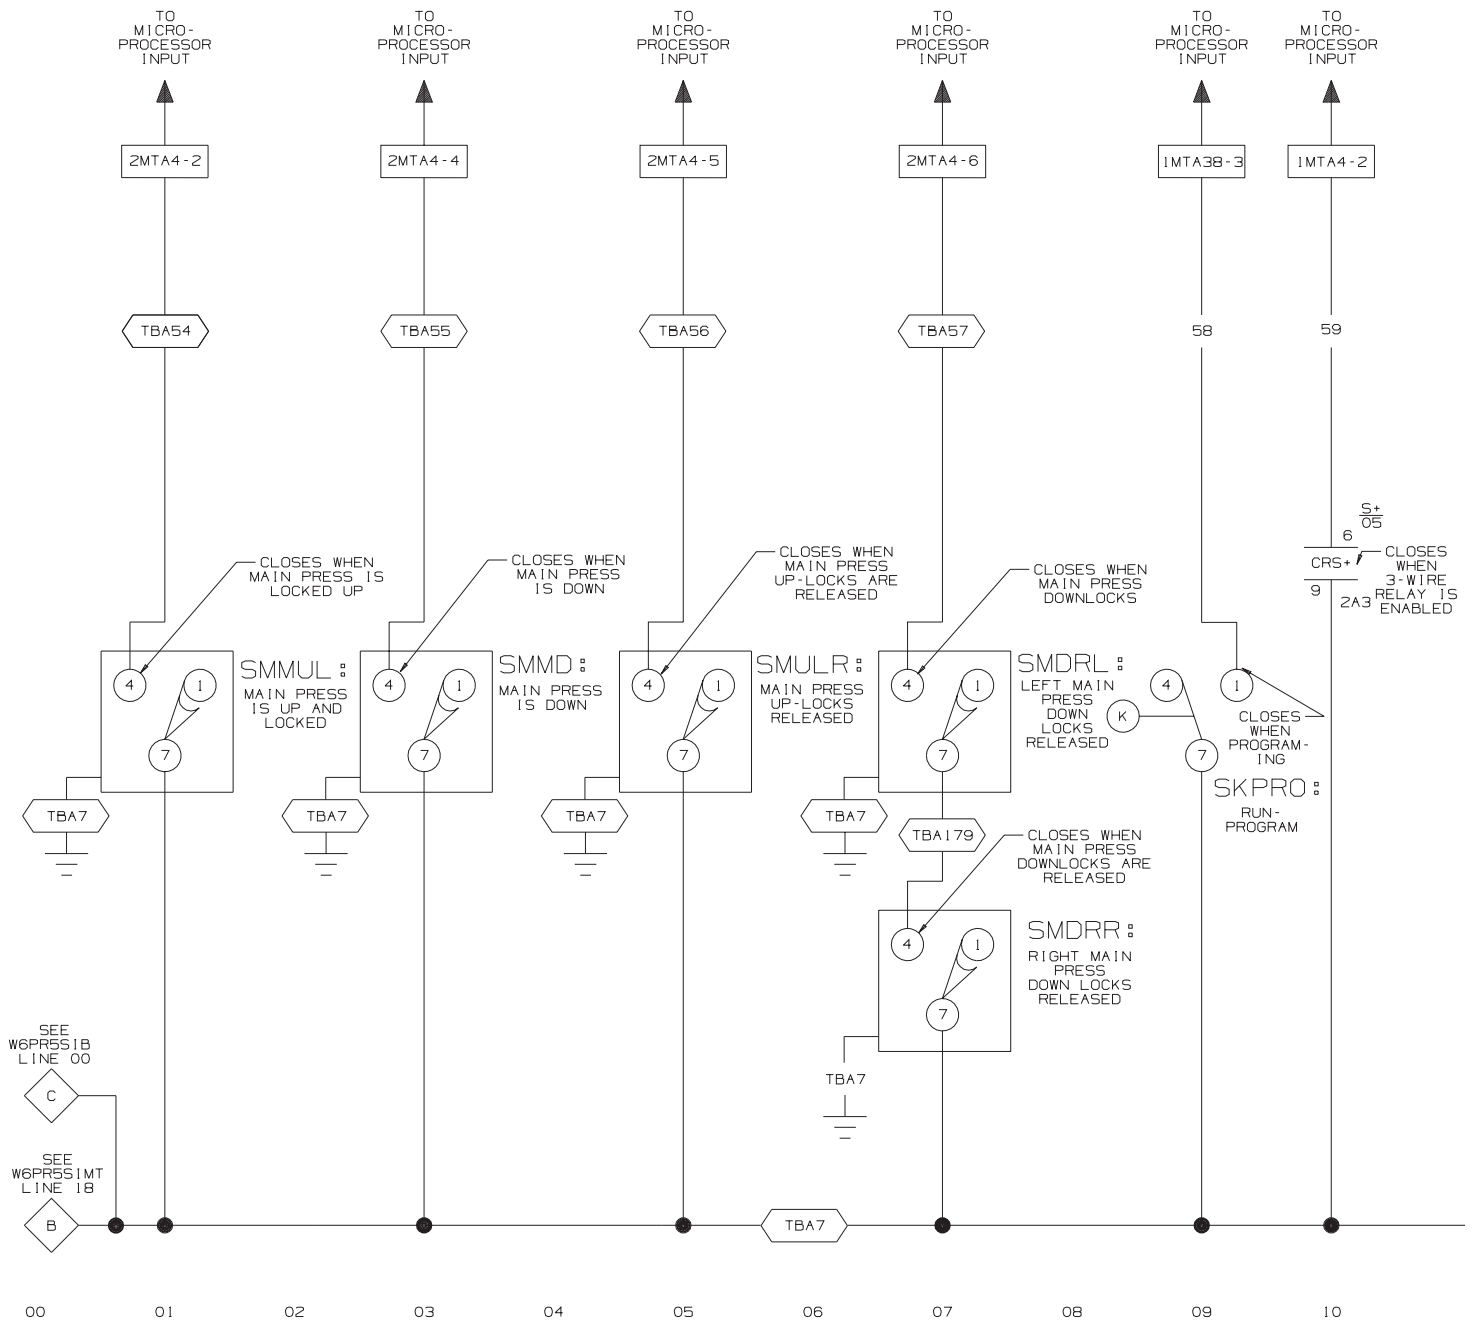 TO
MICRO-
PROCESSOR
INPUT
TO
MICRO-
PROCESSOR
INPUT
TO
MICRO-
PROCESSOR
INPUT
TO
MICRO-
PROCESSOR
INPUT
TO
MICRO-
PROCESSOR
INPUT
TO
MICRO-
PROCESSOR
INPUT
2MTA4-2
2MTA4-4
2MTA4-5
2MTA4-6
1MTA38-3
1MTA4-2
TBA54
TBA55
TBA56
TBA57
58
59
CLOSES WHEN
MAIN PRESS IS
LOCKED UP
4
1
7
SMMUL:
MAIN PRESS
IS UP AND
LOCKED
TBA7
CLOSES WHEN
MAIN PRESS
IS DOWN
4
1
7
SMMD:
MAIN PRESS
IS DOWN
TBA7
CLOSES WHEN
MAIN PRESS
UP-LOCKS ARE
RELEASED
4
1
7
SMULR:
MAIN PRESS
UP-LOCKS
RELEASED
TBA7
CLOSES WHEN
MAIN PRESS
DOWNLOCKS
4
1
7
SMDRL:
LEFT MAIN
PRESS
DOWN
LOCKS
RELEASED
TBA7
TBA179
CLOSES WHEN
MAIN PRESS
DOWNLOCKS ARE
RELEASED
4
1
7
SMDRR:
RIGHT MAIN
PRESS
DOWN LOCKS
RELEASED
TBA7
K
4
1
7
CLOSES
WHEN
PROGRAM-
ING
SKPRO:
RUN-
PROGRAM
S+
05
6
CRS+
9
2A3
CLOSES
WHEN
3-WIRE
RELAY IS
ENABLED
SEE
W6PR5SIB
LINE 00
C
SEE
W6PR5SIMT
LINE 18
B
TBA7
00 01 02 03 04 05 06 07 08 09 10